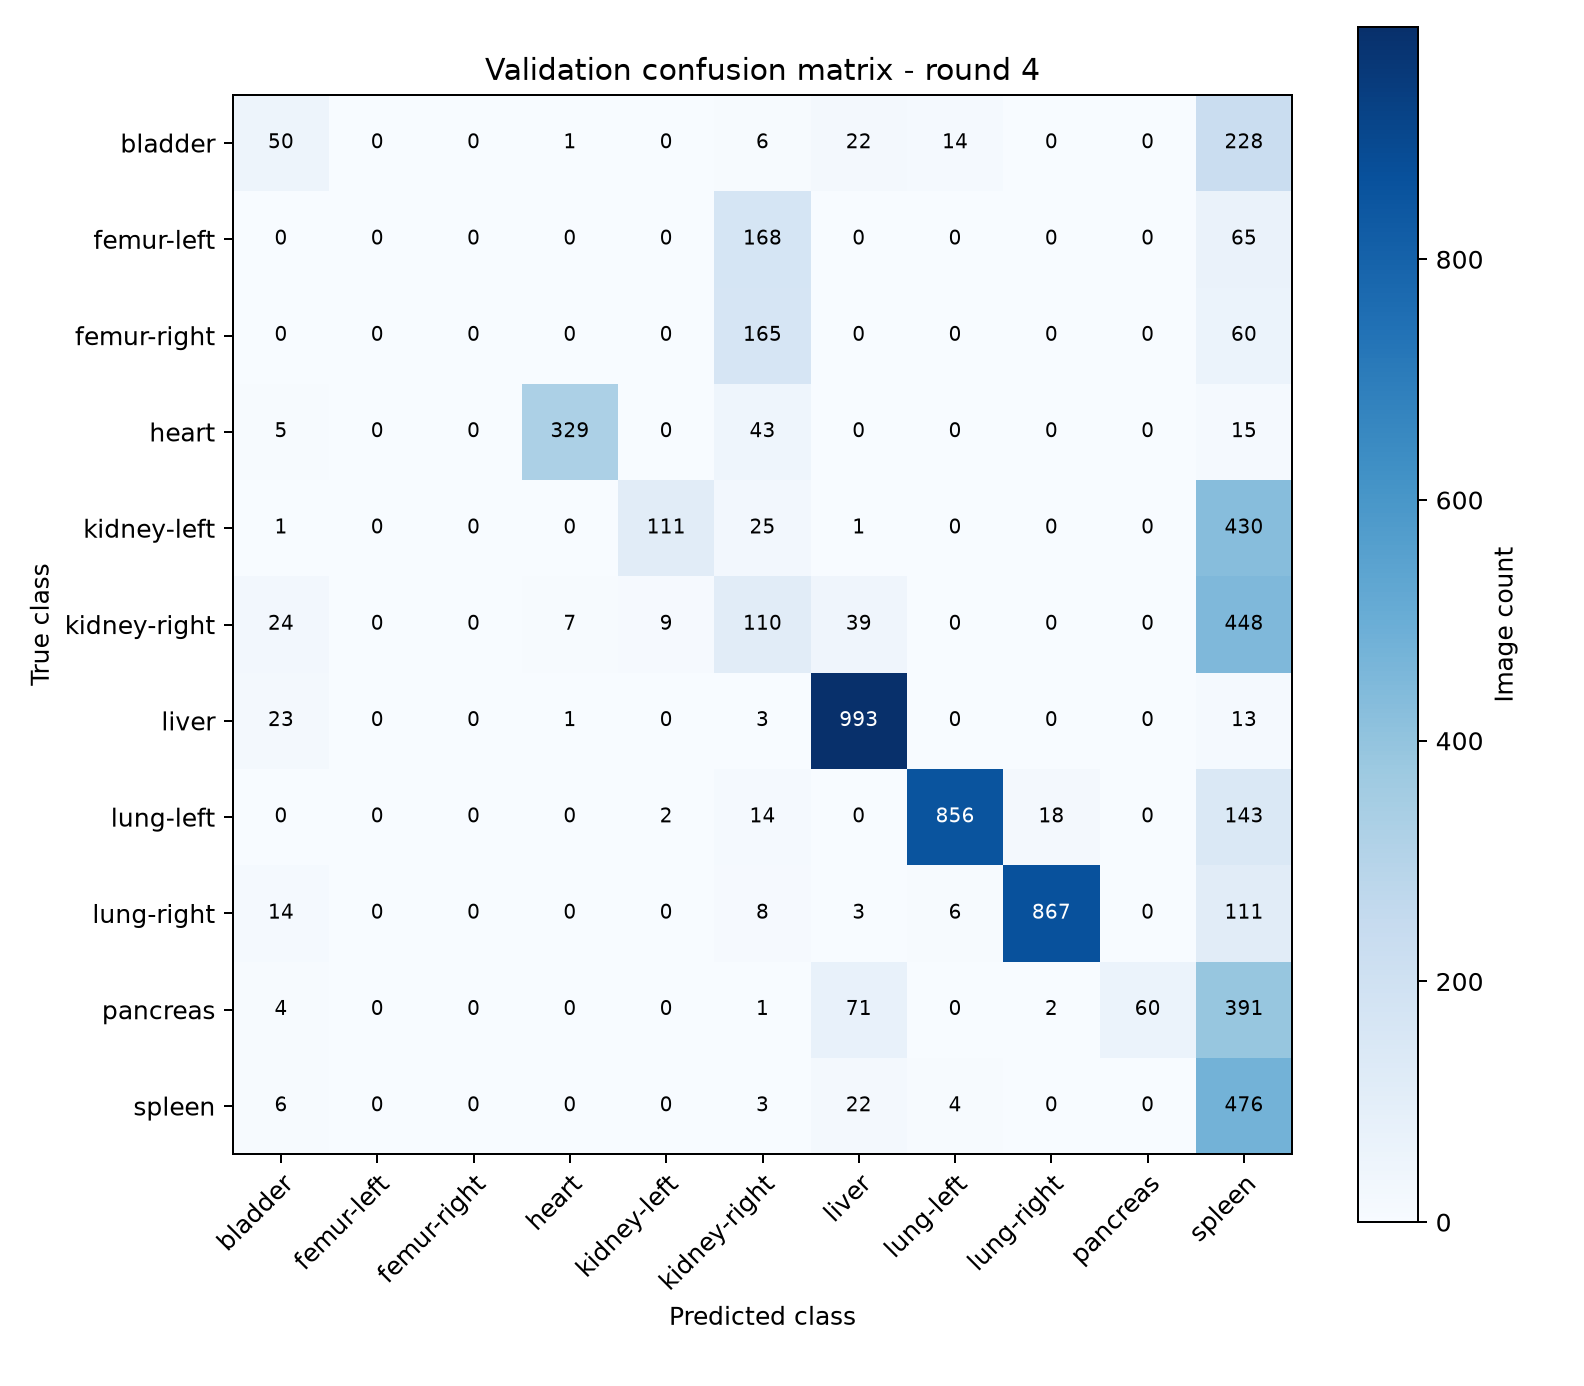 Validation confusion matrix - round 4
bladder 50 0 0 1 0 6 22 14 0 0 228
femur-left 0 0 0 0 0 168 0 0 0 0 65
femur-right 0 0 0 0 0 165 0 0 0 0 60
heart 5 0 0 329 0 43 0 0 0 0 15
kidney-left 1 0 0 0 111 25 1 0 0 0 430
kidney-right 24 0 0 7 9 110 39 0 0 0 448
liver 23 0 0 1 0 3 993 0 0 0 13
lung-left 0 0 0 0 2 14 0 856 18 0 143
lung-right 14 0 0 0 0 8 3 6 867 0 111
pancreas 4 0 0 0 0 1 71 0 2 60 391
spleen 6 0 0 0 0 3 22 4 0 0 476
bladder femur-left femur-right heart kidney-left kidney-right liver lung-left lung-right pancreas spleen
Predicted class
True class
800
600
400
200
0
Image count